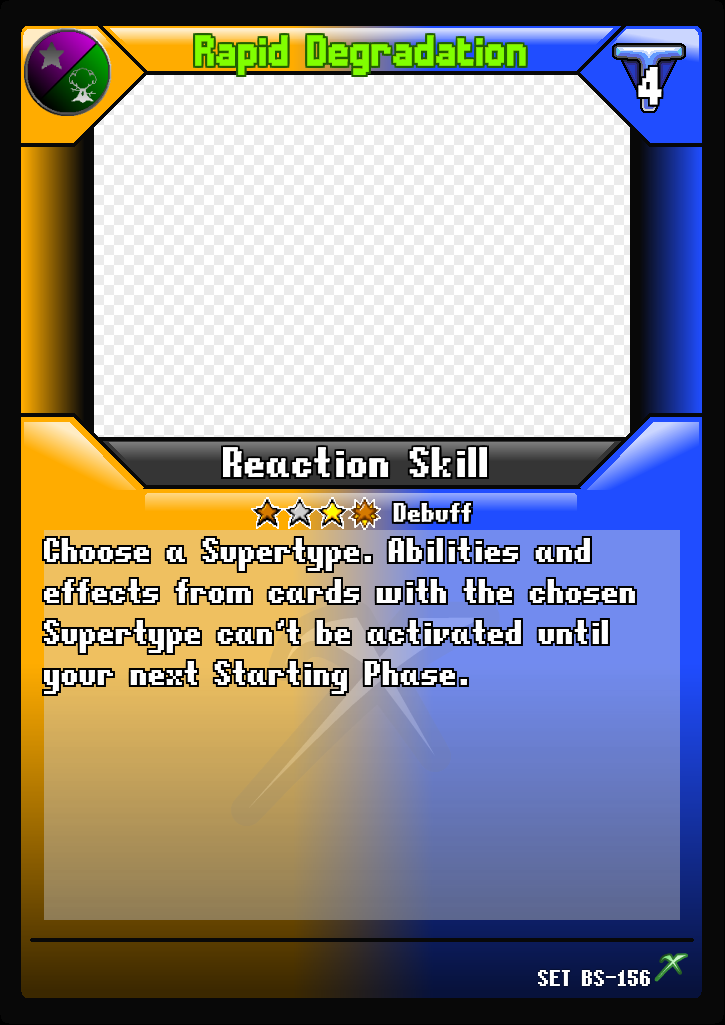 Rapid Degradation
4
Reaction Skill
Debuff
Choose a Supertype. Abilities and
effects from cards with the chosen
Supertype can't be activated until
your next Starting Phase.
SET BS-156